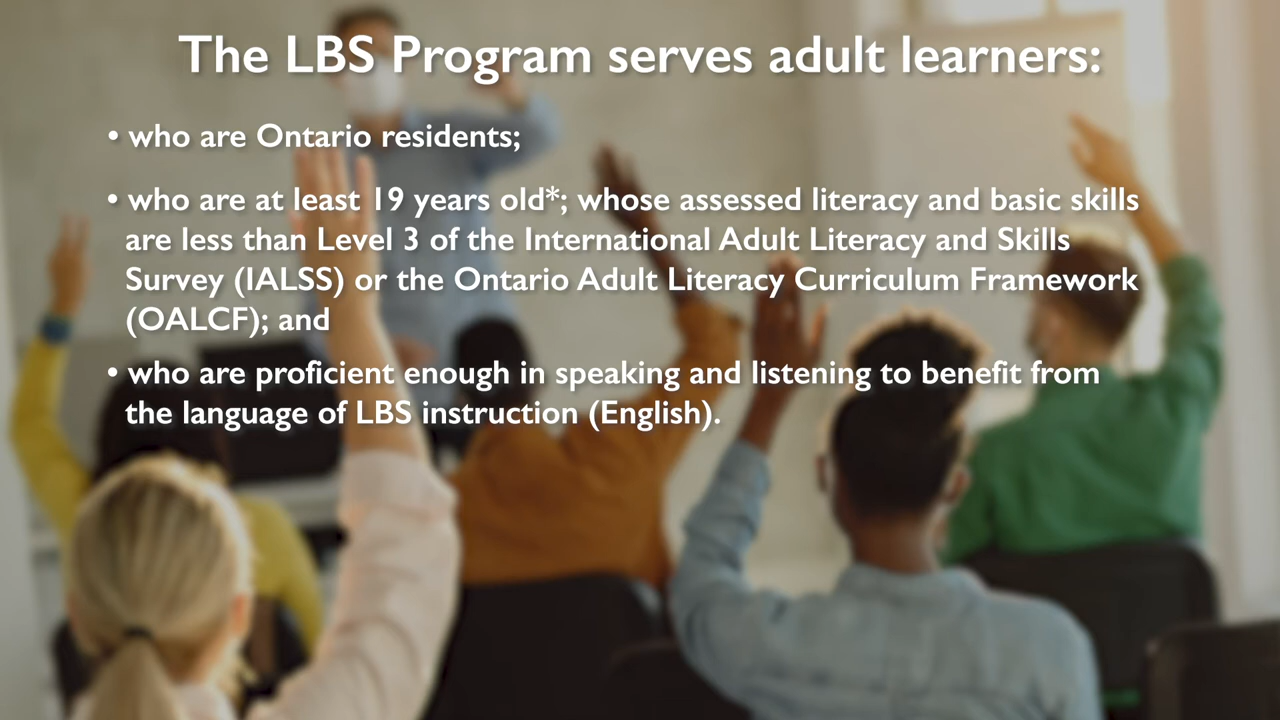 The LBS Program serves adult learners:
• who are Ontario residents;
• who are at least 19 years old*; whose assessed literacy and basic skills
are less than Level 3 of the International Adult Literacy and Skills
Survey (IALSS) or the Ontario Adult Literacy Curriculum Framework
(OALCF); and
• who are proficient enough in speaking and listening to benefit from
the language of LBS instruction (English).